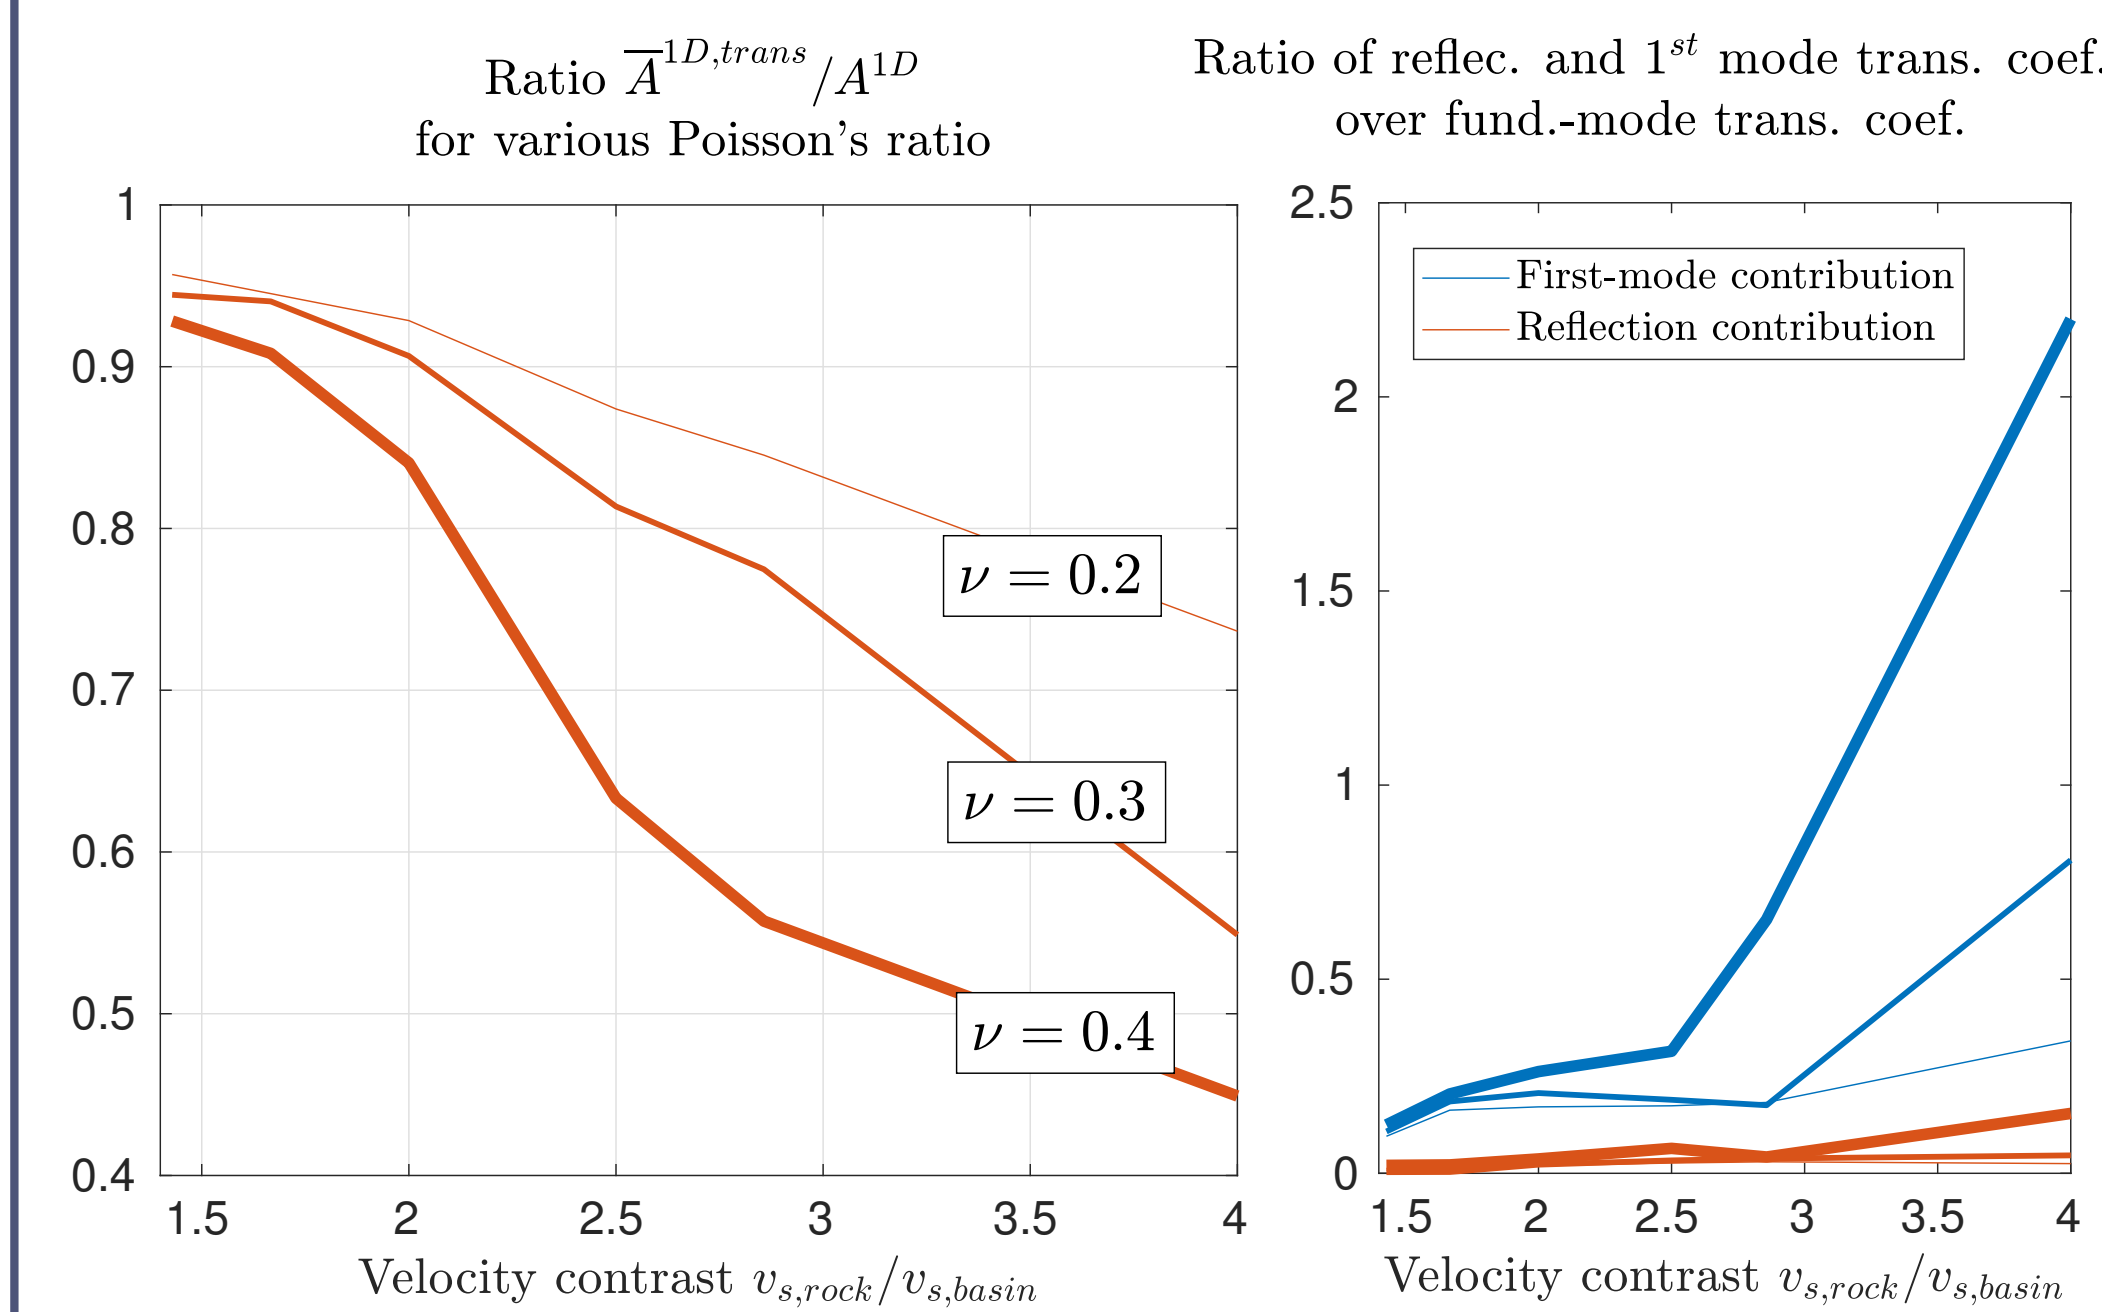 Ratio A̅^{1D,trans}/A^{1D}
for various Poisson's ratio
1
0.9
0.8
0.7
0.6
0.5
0.4
1.5 2 2.5 3 3.5 4
Velocity contrast v_{s,rock}/v_{s,basin}
ν = 0.2
ν = 0.3
ν = 0.4
Ratio of reflec. and 1^{st} mode trans. coef.
over fund.-mode trans. coef.
2.5
2
1.5
1
0.5
0
1.5 2 2.5 3 3.5 4
Velocity contrast v_{s,rock}/v_{s,basin}
First-mode contribution
Reflection contribution